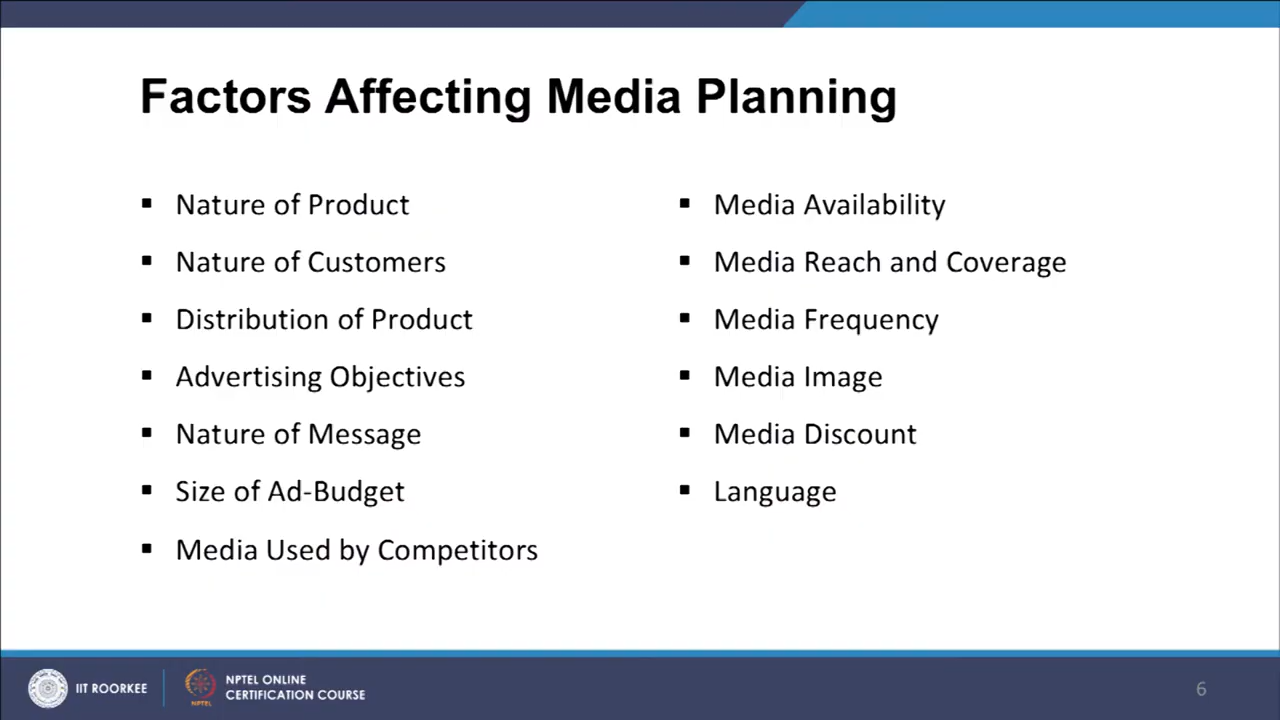 Factors Affecting Media Planning
▪ Nature of Product
▪ Nature of Customers
▪ Distribution of Product
▪ Advertising Objectives
▪ Nature of Message
▪ Size of Ad-Budget
▪ Media Used by Competitors
▪ Media Availability
▪ Media Reach and Coverage
▪ Media Frequency
▪ Media Image
▪ Media Discount
▪ Language
IIT ROORKEE
NPTEL
NPTEL ONLINE
CERTIFICATION COURSE
6